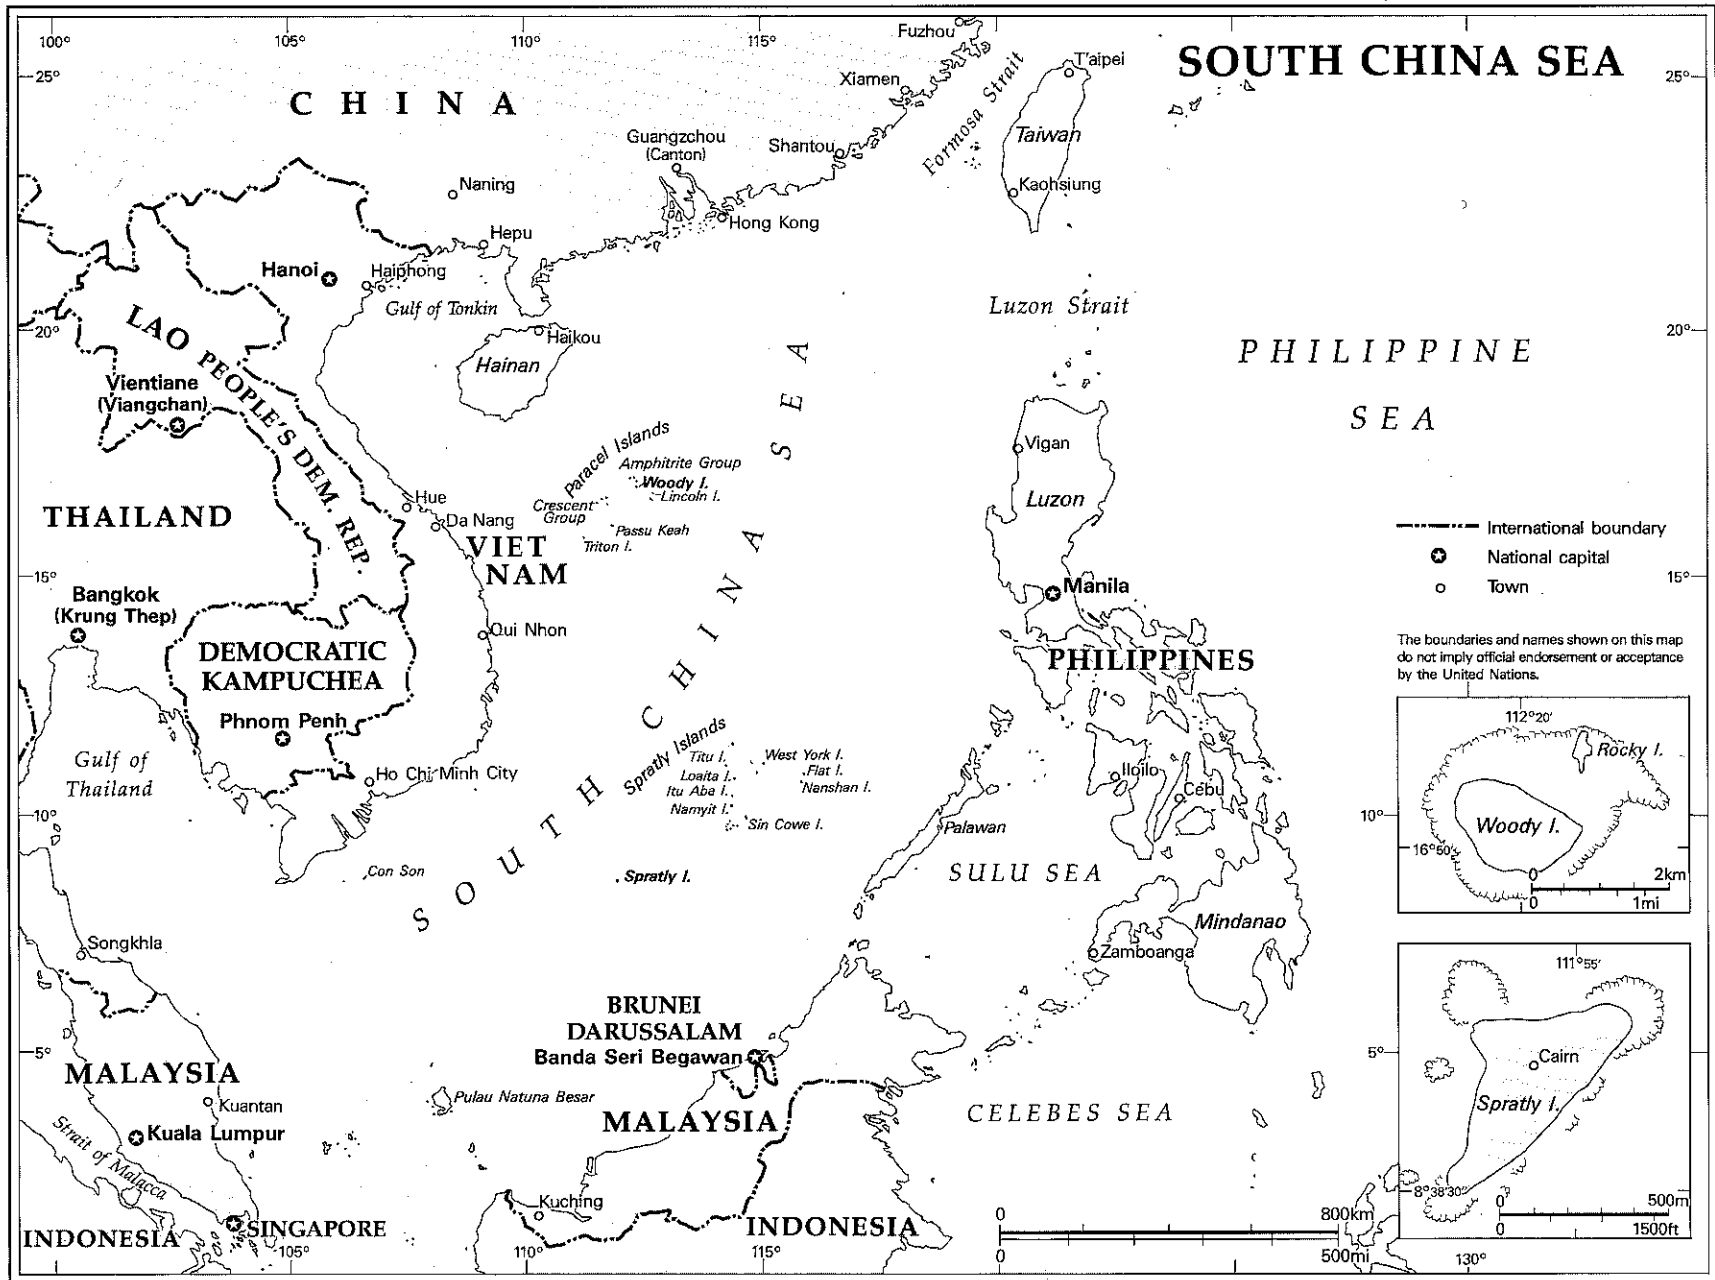 SOUTH CHINA SEA
100°
105°
110°
115°
25°
25°
Fuzhou
T'aipei
Xiamen
Formosa Strait
CHINA
Guangzhou
(Canton)
Shantou
Taiwan
Kaohsiung
Naning
Hong Kong
Hepu
Hanoi
Haiphong
Gulf of Tonkin
Luzon Strait
20°
20°
LAO PEOPLE'S DEM. REP.
Haikou
Hainan
PHILIPPINE
SEA
Vientiane
(Viangchan)
Paracel Islands
Amphitrite Group
Woody I.
Lincoln I.
Crescent
Group
Passu Keah
Triton I.
Vigan
Luzon
Hue
Da Nang
THAILAND
VIET
NAM
SOUTH CHINA SEA
International boundary
National capital
Town
15°
15°
Bangkok
(Krung Thep)
Manila
Qui Nhon
DEMOCRATIC
KAMPUCHEA
PHILIPPINES
The boundaries and names shown on this map
do not imply official endorsement or acceptance
by the United Nations.
Phnom Penh
Gulf of
Thailand
Ho Chi Minh City
Spratly Islands
Titu I.
West York I.
Loaita I.
Flat I.
Itu Aba I.
Nanshan I.
Namyit I.
Sin Cowe I.
Iloilo
Cebu
112°20'
Rocky I.
Woody I.
16°50'
0
2km
0
1mi
10°
10°
Palawan
Con Son
Spratly I.
SULU SEA
Mindanao
Songkhla
Zamboanga
111°55'
Cairn
Spratly I.
8°38'30"
0
500m
0
1500ft
BRUNEI
DARUSSALAM
Banda Seri Begawan
5°
5°
MALAYSIA
Kuantan
Pulau Natuna Besar
MALAYSIA
CELEBES SEA
Kuala Lumpur
Strait of Malacca
Kuching
INDONESIA
SINGAPORE
INDONESIA
0
800km
0
500mi
105°
110°
115°
130°